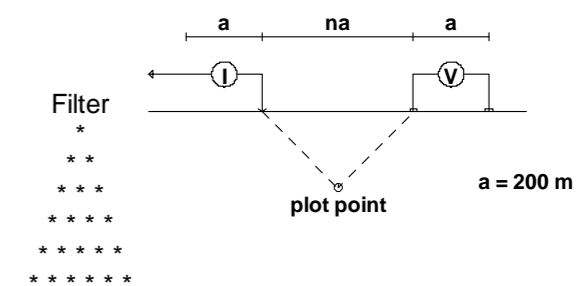 a na a
I V
Filter
*
* *
* * *
* * * *
* * * * *
* * * * * *
a = 200 m
plot point